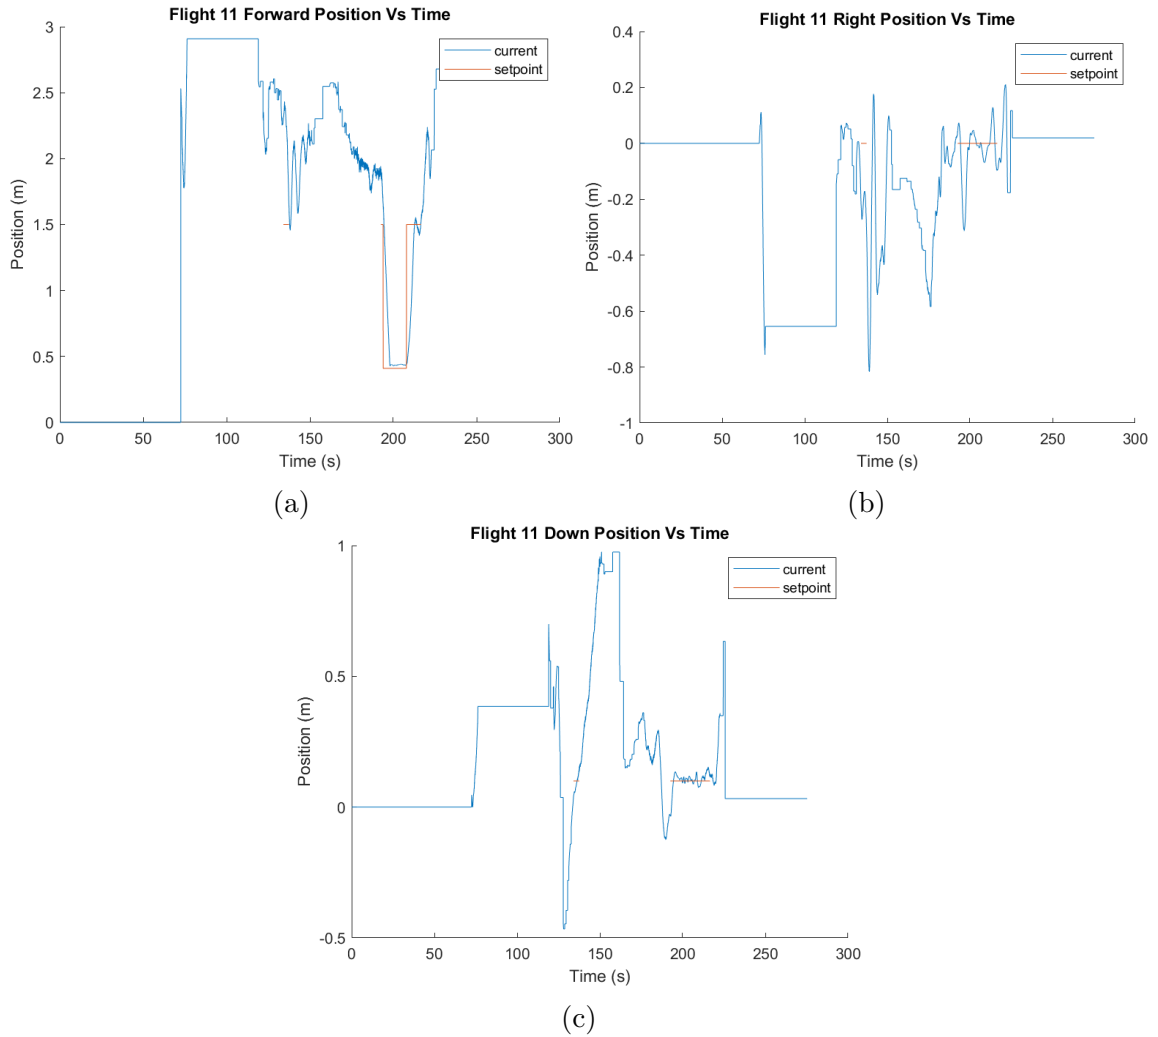 Flight 11 Forward Position Vs Time
3
2.5
2
1.5
1
0.5
0
0 50 100 150 200 250 300
Position (m)
Time (s)
current
setpoint
(a)
Flight 11 Right Position Vs Time
0.4
0.2
0
-0.2
-0.4
-0.6
-0.8
-1
0 50 100 150 200 250 300
Position (m)
Time (s)
current
setpoint
(b)
Flight 11 Down Position Vs Time
1
0.5
0
-0.5
0 50 100 150 200 250 300
Position (m)
Time (s)
current
setpoint
(c)